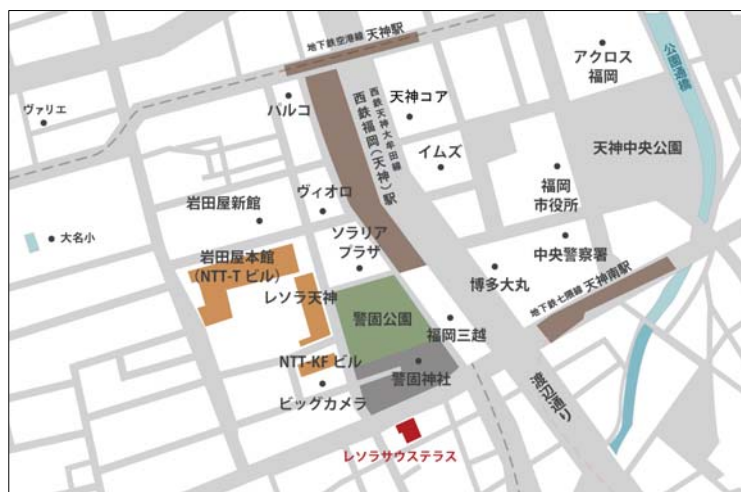 地下鉄空港線 天神駅
アクロス
福岡
公園通橋
ヴァリエ
パルコ
西鉄天神大牟田線
西鉄福岡(天神)駅
天神コア
イムズ
天神中央公園
福岡
市役所
岩田屋新館
ヴィオロ
大名小
ソラリア
プラザ
中央警察署
岩田屋本館
(NTT-Tビル)
レソラ天神
博多大丸
地下鉄七隈線 天神南駅
警固公園
福岡三越
NTT-KFビル
警固神社
ビッグカメラ
渡辺通り
レソラサウステラス